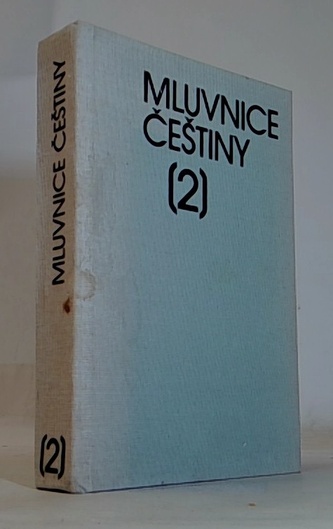 MLUVNICE ČEŠTINY
(2)
MLUVNICE
ČEŠTINY
(2)